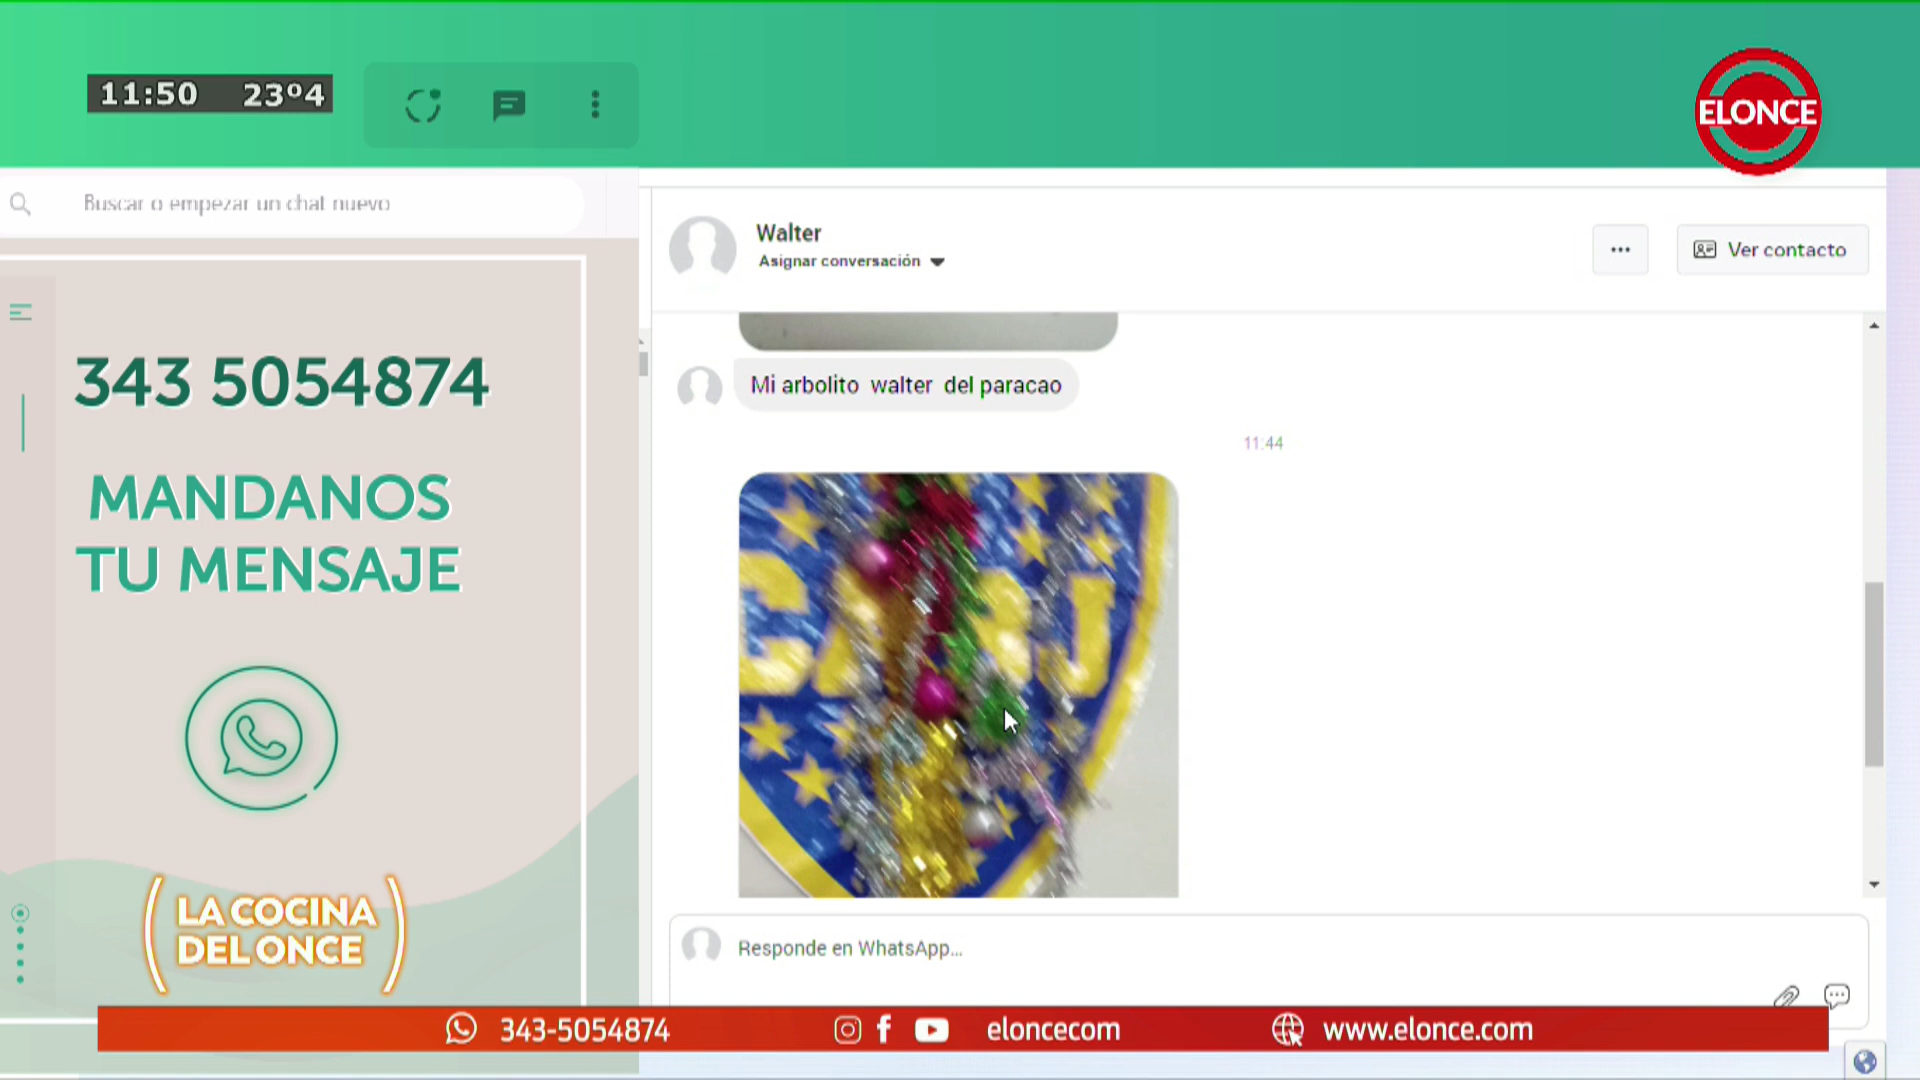 11:50 23º4
ELONCE
Buscar o empezar un chat nuevo
Walter
Asignar conversación
Ver contacto
343 5054874
MANDANOS
TU MENSAJE
Mi arbolito walter del paracao
11:44
CABJ
LA COCINA
DEL ONCE
Responde en WhatsApp...
343-5054874
eloncecom
www.elonce.com